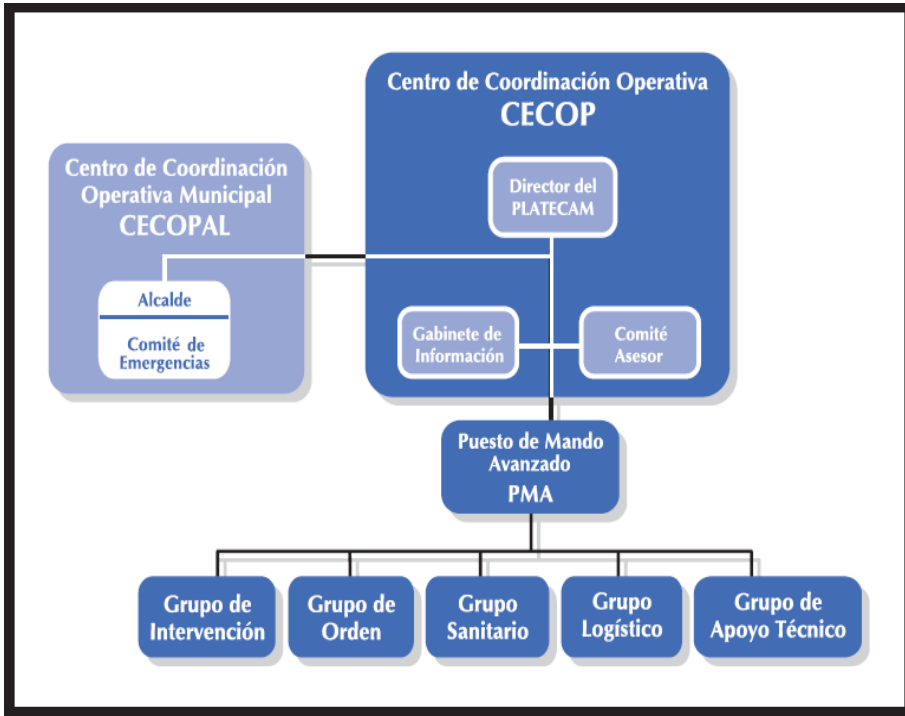 Centro de Coordinación Operativa
CECOP
Director del
PLATECAM
Gabinete de
Información
Comité
Asesor
Centro de Coordinación
Operativa Municipal
CECOPAL
Alcalde
Comité de
Emergencias
Puesto de Mando
Avanzado
PMA
Grupo de
Intervención
Grupo de
Orden
Grupo
Sanitario
Grupo
Logístico
Grupo de
Apoyo Técnico